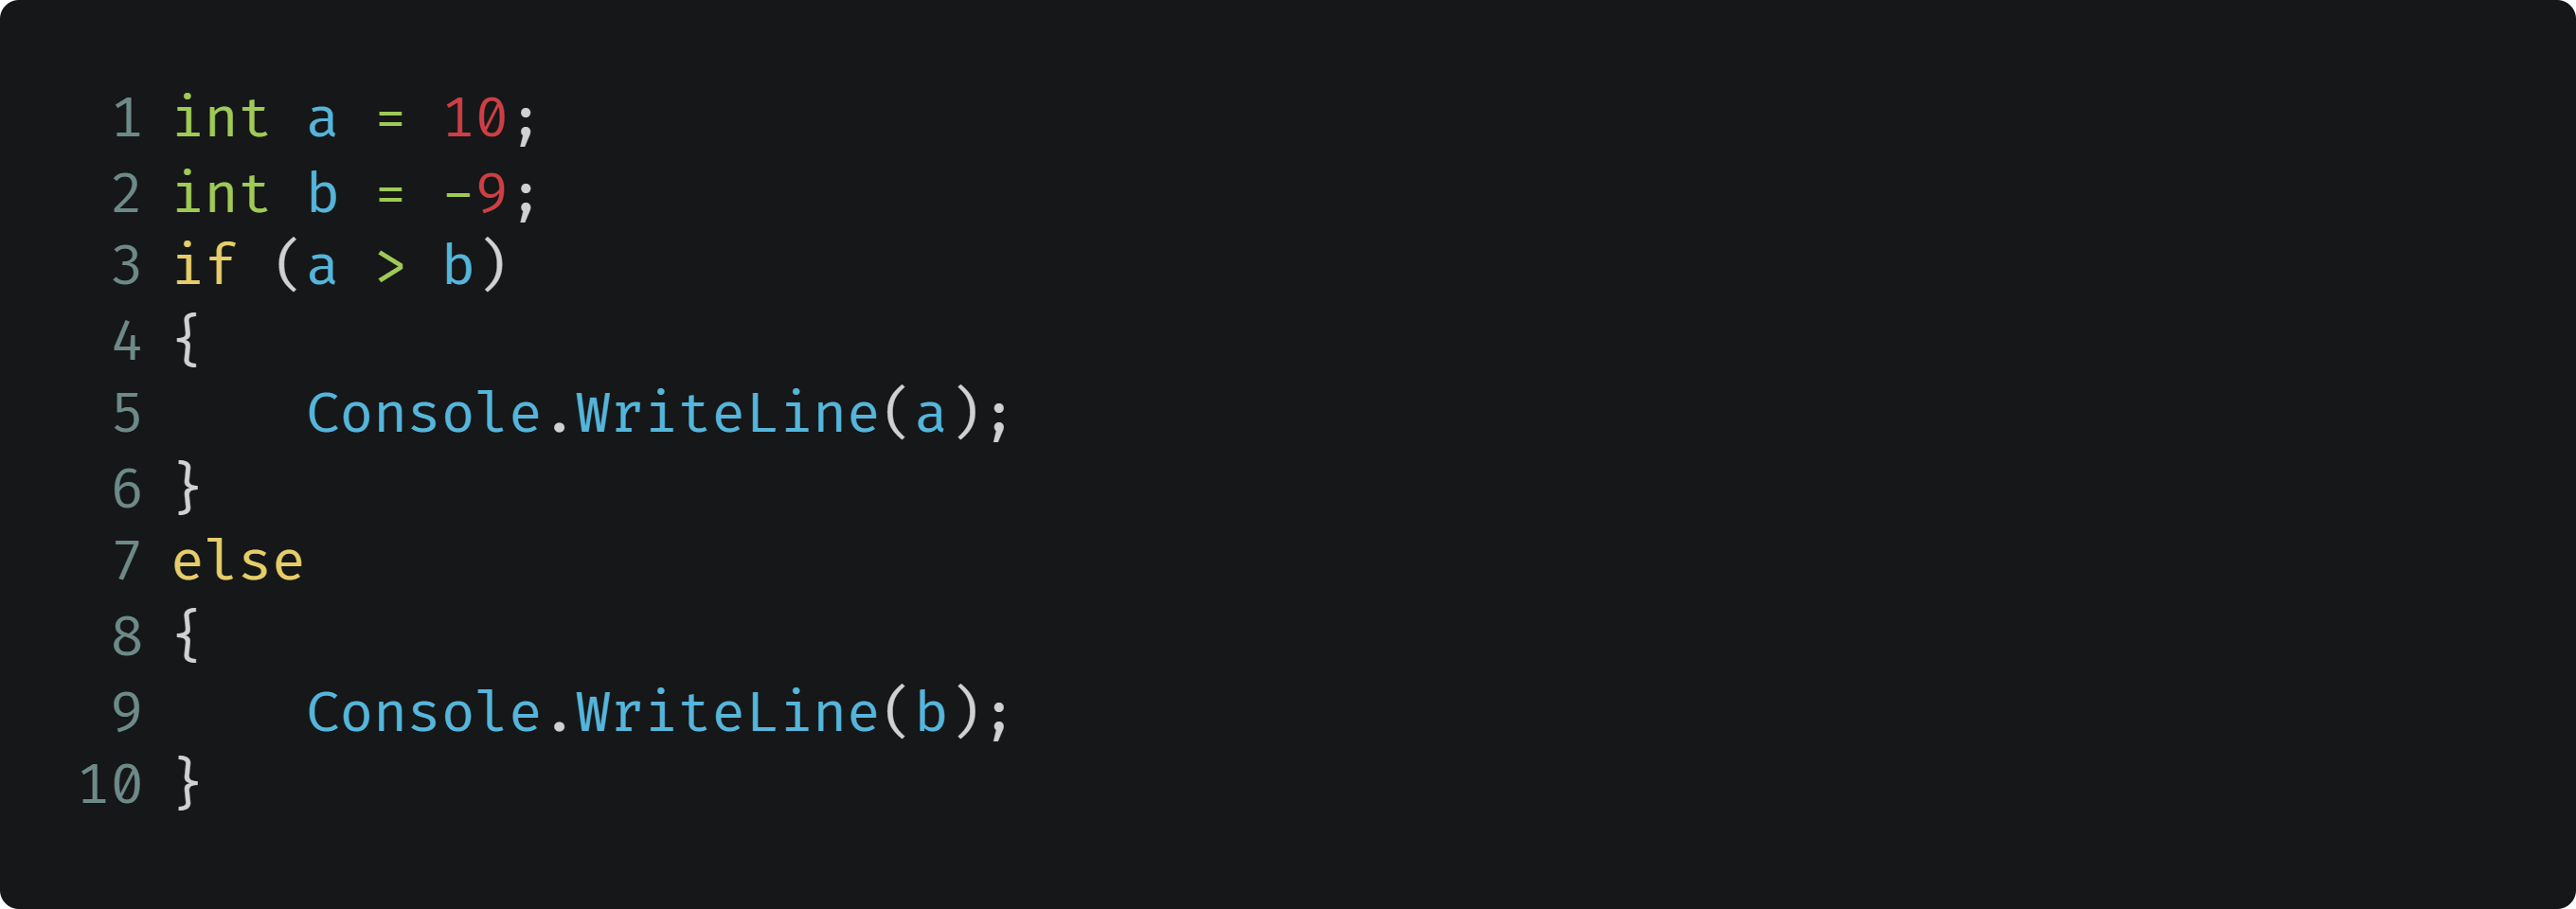 1 int a = 10;
2 int b = -9;
3 if (a > b)
4 {
5     Console.WriteLine(a);
6 }
7 else
8 {
9     Console.WriteLine(b);
10 }